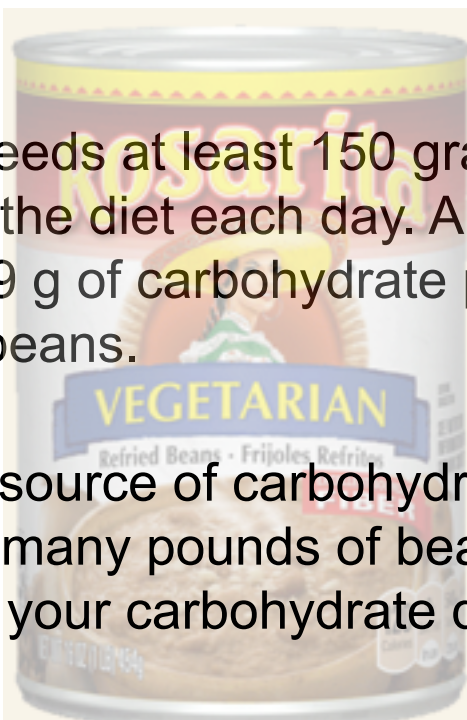 Rosarita
eeds at least 150 gra
the diet each day. A
9 g of carbohydrate
beans.
VEGETARIAN
Refried Beans · Frijoles Refritos
source of carbohydr
FIBER
many pounds of bea
your carbohydrate